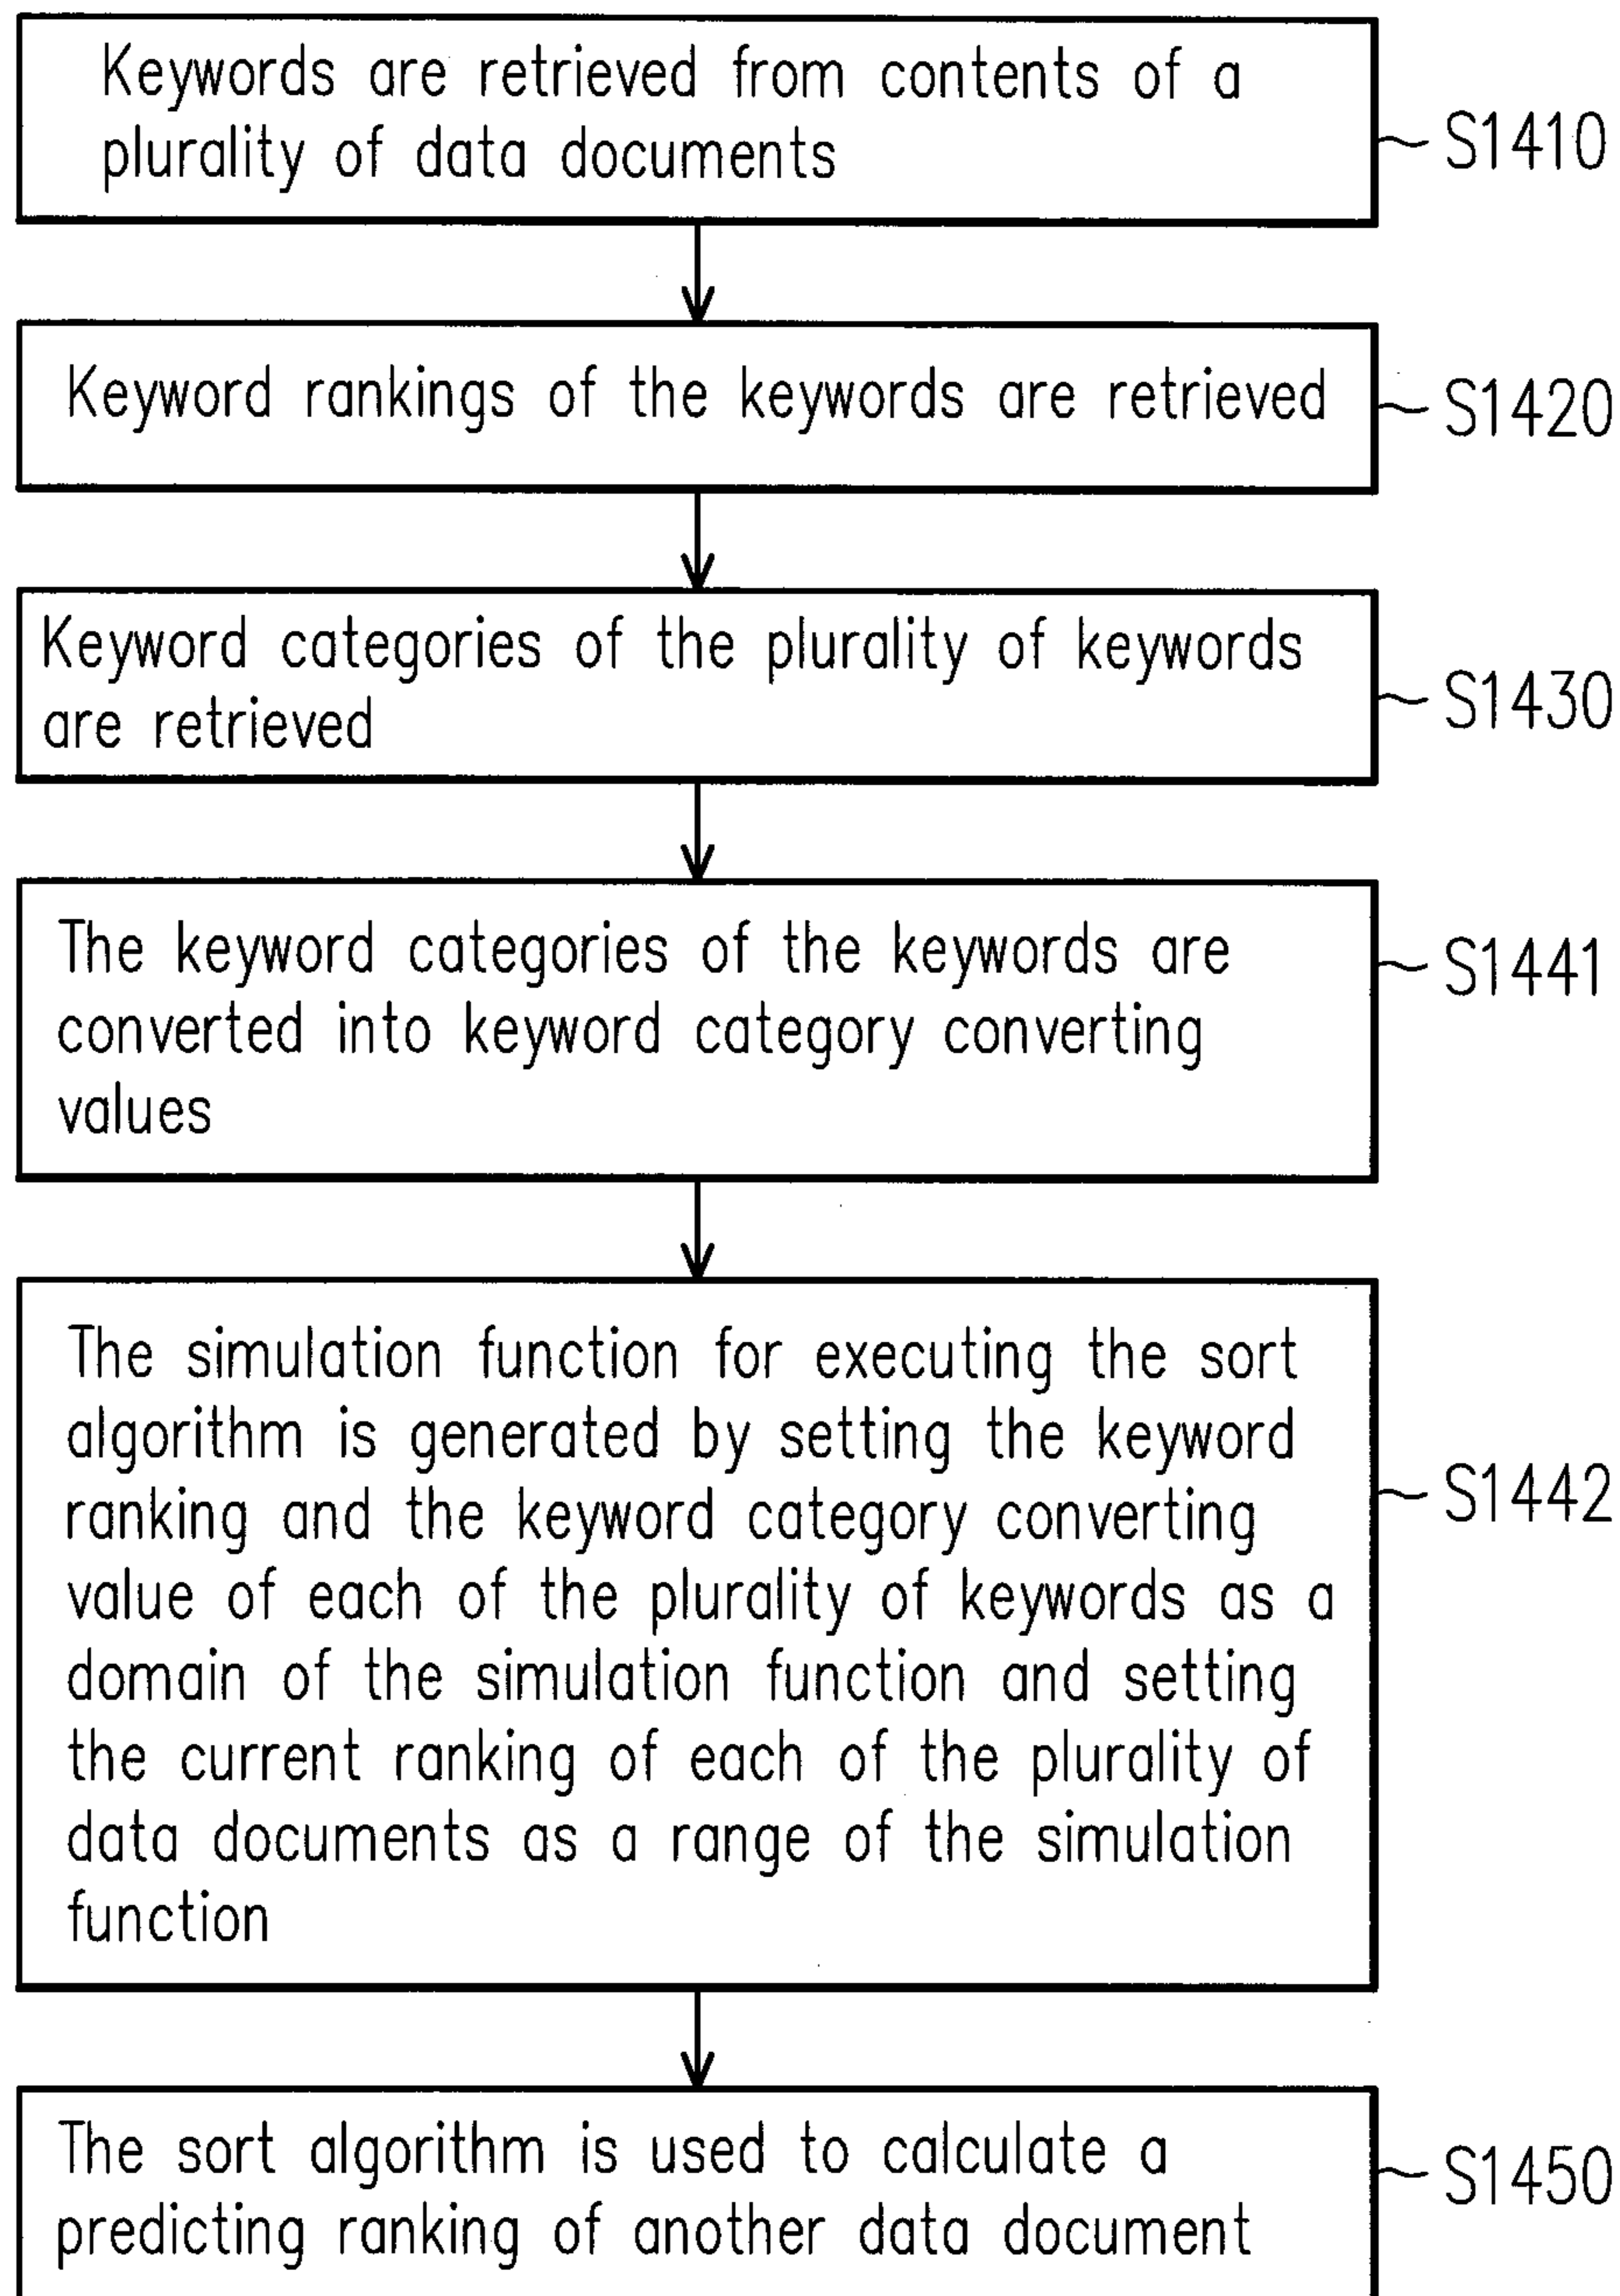 Keywords are retrieved from contents of a
plurality of data documents
S1410
Keyword rankings of the keywords are retrieved
S1420
Keyword categories of the plurality of keywords
are retrieved
S1430
The keyword categories of the keywords are
converted into keyword category converting
values
S1441
The simulation function for executing the sort
algorithm is generated by setting the keyword
ranking and the keyword category converting
value of each of the plurality of keywords as a
domain of the simulation function and setting
the current ranking of each of the plurality of
data documents as a range of the simulation
function
S1442
The sort algorithm is used to calculate a
predicting ranking of another data document
S1450